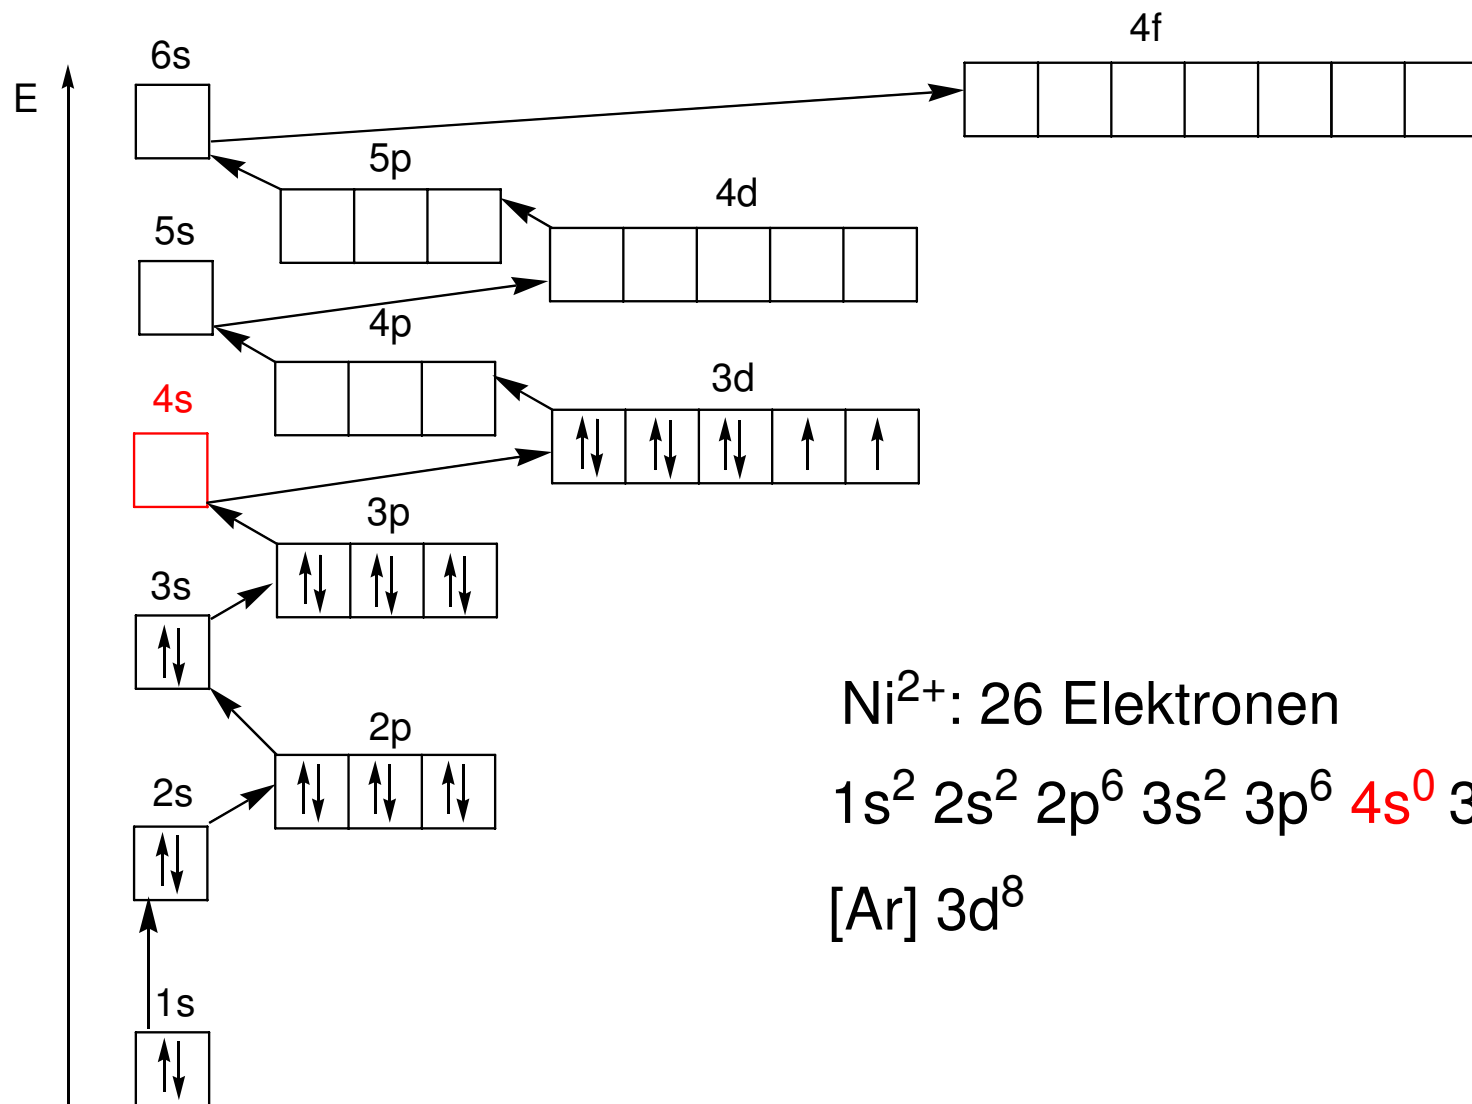 4f
6s
E
5p
4d
5s
4p
3d
4s
3p
3s
Ni²⁺: 26 Elektronen
2p
1s² 2s² 2p⁶ 3s² 3p⁶ 4s⁰ 3
2s
[Ar] 3d⁸
1s